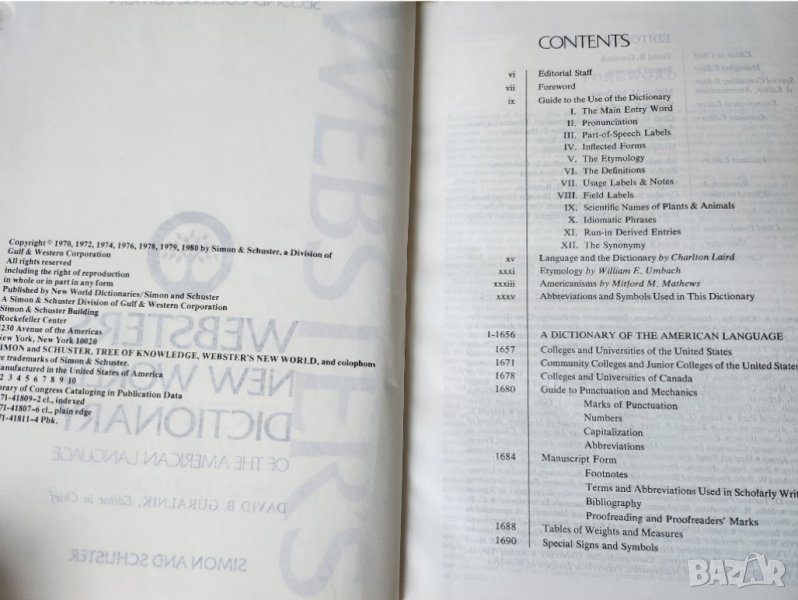 Copyright © 1970, 1972, 1974, 1976, 1978, 1979, 1980 by Simon & Schuster, a Division of
Gulf & Western Corporation
All rights reserved
including the right of reproduction
in whole or in part in any form
Published by New World Dictionaries/Simon and Schuster
A Simon & Schuster Division of Gulf & Western Corporation
Simon & Schuster Building
Rockefeller Center
1230 Avenue of the Americas
New York, New York 10020
SIMON and SCHUSTER, TREE OF KNOWLEDGE, WEBSTER'S NEW WORLD, and colophons
are trademarks of Simon & Schuster.
Manufactured in the United States of America
2 3 4 5 6 7 8 9 10
Library of Congress Cataloging in Publication Data
71-41809-2 cl., indexed
71-41807-6 cl., plain edge
71-41811-4 Pbk.
SECOND COLLEGE EDITION
WEBSTER'S
WEBSTER'S
NEW WORLD
DICTIONARY
OF THE AMERICAN LANGUAGE
DAVID B. GURALNIK, Editor in Chief
SIMON AND SCHUSTER
CONTENTS
vi Editorial Staff
vii Foreword
ix Guide to the Use of the Dictionary
I. The Main Entry Word
II. Pronunciation
III. Part-of-Speech Labels
IV. Inflected Forms
V. The Etymology
VI. The Definitions
VII. Usage Labels & Notes
VIII. Field Labels
IX. Scientific Names of Plants & Animals
X. Idiomatic Phrases
XI. Run-in Derived Entries
XII. The Synonymy
xv Language and the Dictionary by Charlton Laird
xxxi Etymology by William E. Umbach
xxxiii Americanisms by Mitford M. Mathews
xxxv Abbreviations and Symbols Used in This Dictionary
1-1656 A DICTIONARY OF THE AMERICAN LANGUAGE
1657 Colleges and Universities of the United States
1671 Community Colleges and Junior Colleges of the United States
1678 Colleges and Universities of Canada
1680 Guide to Punctuation and Mechanics
Marks of Punctuation
Numbers
Capitalization
Abbreviations
1684 Manuscript Form
Footnotes
Terms and Abbreviations Used in Scholarly Writ
Bibliography
Proofreading and Proofreaders' Marks
1688 Tables of Weights and Measures
1690 Special Signs and Symbols
BAZAR
bg